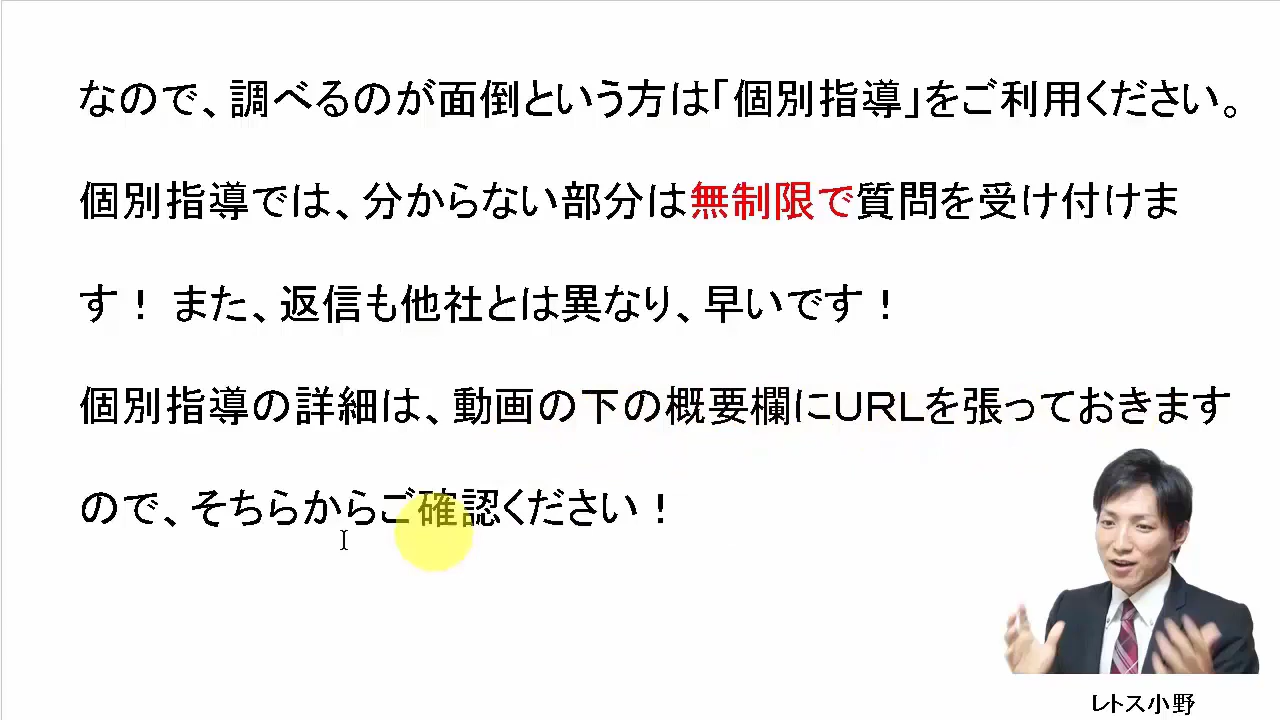 なので、調べるのが面倒という方は「個別指導」をご利用ください。
個別指導では、分からない部分は無制限で質問を受け付けま
す！ また、返信も他社とは異なり、早いです！
個別指導の詳細は、動画の下の概要欄にＵＲＬを張っておきます
ので、そちらからご確認ください！
レトス小野